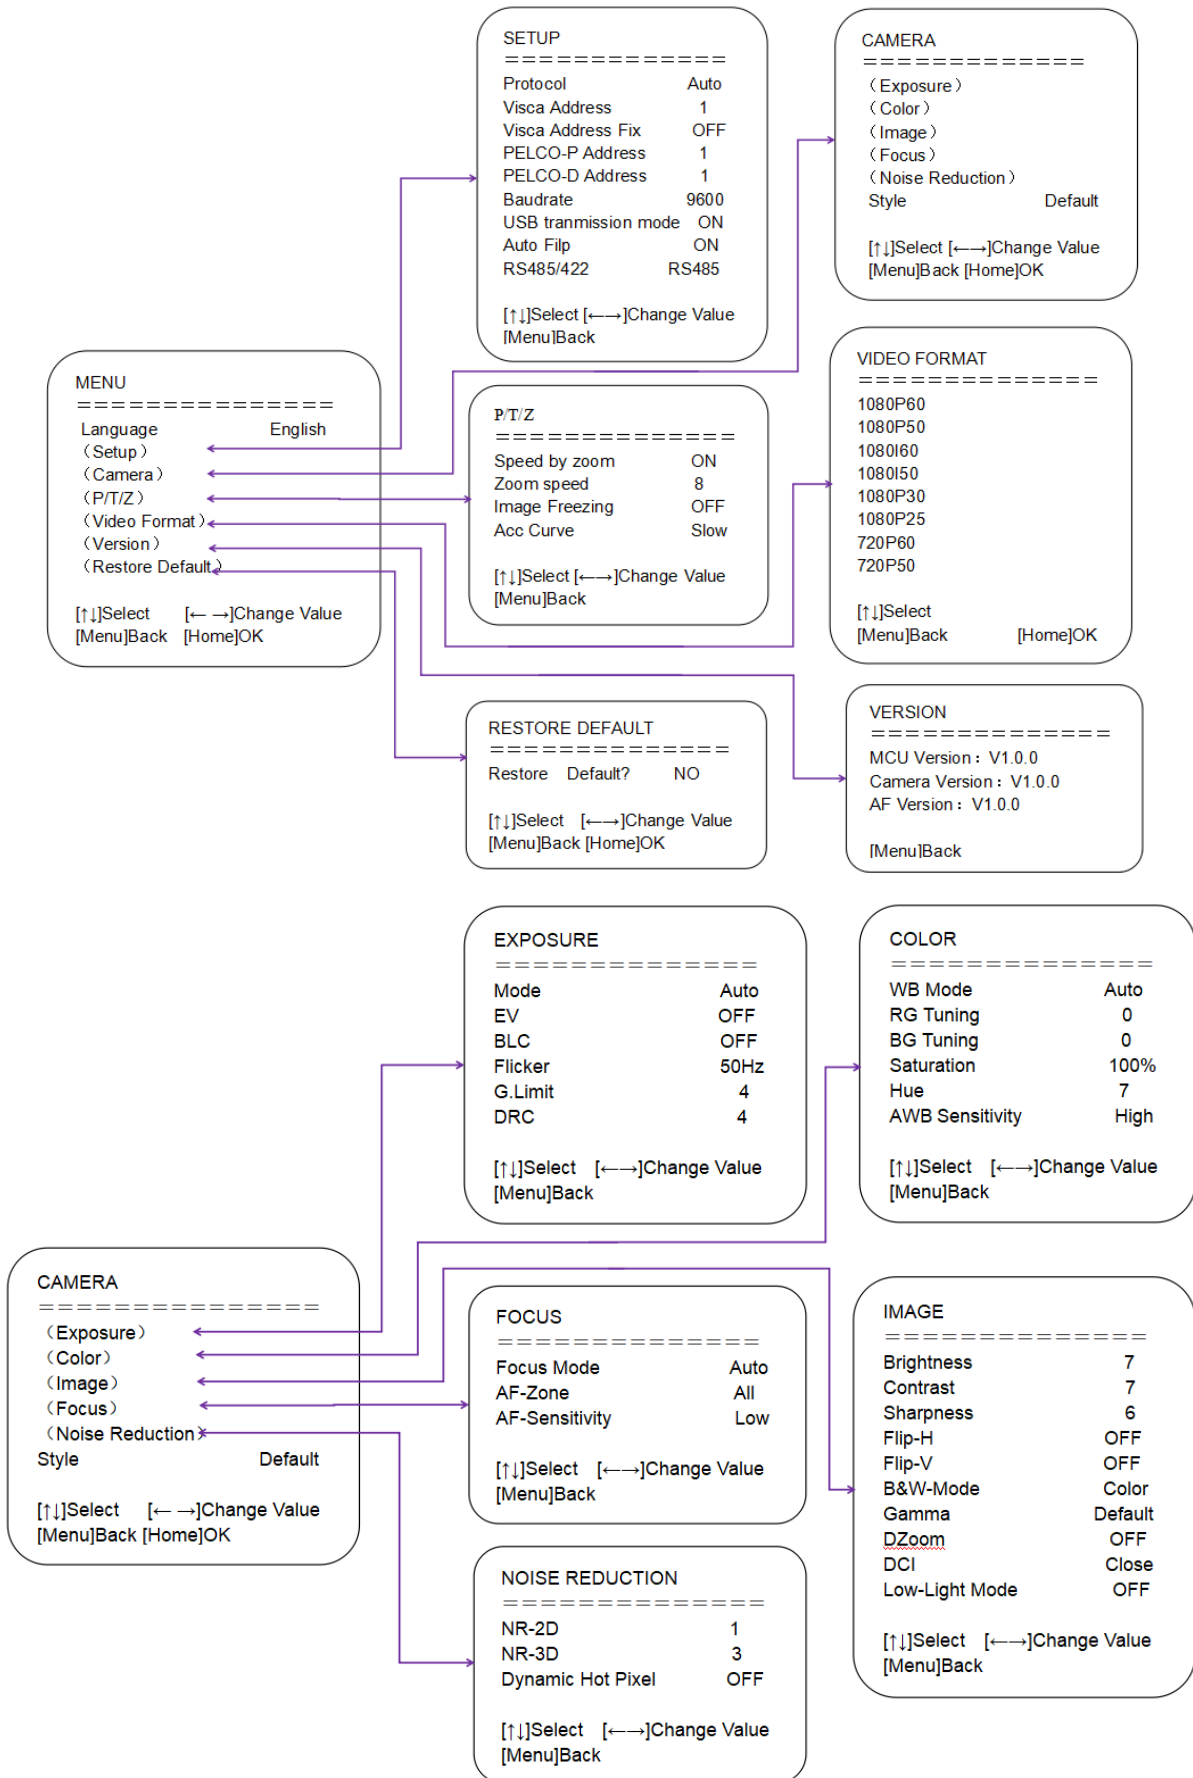 SETUP
=============
Protocol Auto
Visca Address 1
Visca Address Fix OFF
PELCO-P Address 1
PELCO-D Address 1
Baudrate 9600
USB tranmission mode ON
Auto Filp ON
RS485/422 RS485
[↑↓]Select [←→]Change Value
[Menu]Back
CAMERA
=============
（Exposure）
（Color）
（Image）
（Focus）
（Noise Reduction）
Style Default
[↑↓]Select [←→]Change Value
[Menu]Back [Home]OK
MENU
===============
Language English
（Setup）
（Camera）
（P/T/Z）
（Video Format）
（Version）
（Restore Default）
[↑↓]Select [← →]Change Value
[Menu]Back [Home]OK
P/T/Z
==============
Speed by zoom ON
Zoom speed 8
Image Freezing OFF
Acc Curve Slow
[↑↓]Select [←→]Change Value
[Menu]Back
VIDEO FORMAT
==============
1080P60
1080P50
1080I60
1080I50
1080P30
1080P25
720P60
720P50
[↑↓]Select
[Menu]Back [Home]OK
RESTORE DEFAULT
==============
Restore Default? NO
[↑↓]Select [←→]Change Value
[Menu]Back [Home]OK
VERSION
==============
MCU Version：V1.0.0
Camera Version：V1.0.0
AF Version：V1.0.0
[Menu]Back
EXPOSURE
==============
Mode Auto
EV OFF
BLC OFF
Flicker 50Hz
G.Limit 4
DRC 4
[↑↓]Select [←→]Change Value
[Menu]Back
COLOR
==============
WB Mode Auto
RG Tuning 0
BG Tuning 0
Saturation 100%
Hue 7
AWB Sensitivity High
[↑↓]Select [←→]Change Value
[Menu]Back
CAMERA
===============
（Exposure）
（Color）
（Image）
（Focus）
（Noise Reduction）
Style Default
[↑↓]Select [← →]Change Value
[Menu]Back [Home]OK
FOCUS
==============
Focus Mode Auto
AF-Zone All
AF-Sensitivity Low
[↑↓]Select [←→]Change Value
[Menu]Back
IMAGE
==============
Brightness 7
Contrast 7
Sharpness 6
Flip-H OFF
Flip-V OFF
B&W-Mode Color
Gamma Default
DZoom OFF
DCI Close
Low-Light Mode OFF
[↑↓]Select [←→]Change Value
[Menu]Back
NOISE REDUCTION
==============
NR-2D 1
NR-3D 3
Dynamic Hot Pixel OFF
[↑↓]Select [←→]Change Value
[Menu]Back